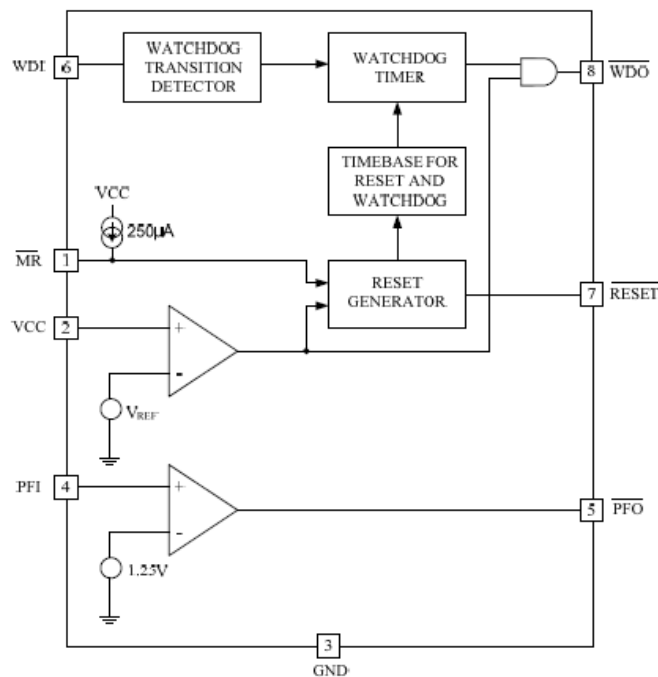 WDI
6
WATCHDOG
TRANSITION
DETECTOR
WATCHDOG
TIMER
8
WDO
TIMEBASE FOR
RESET AND
WATCHDOG
VCC
250µA
MR
1
RESET
GENERATOR
7
RESET
VCC
2
+
-
VREF
PFI
4
+
-
1.25V
5
PFO
3
GND